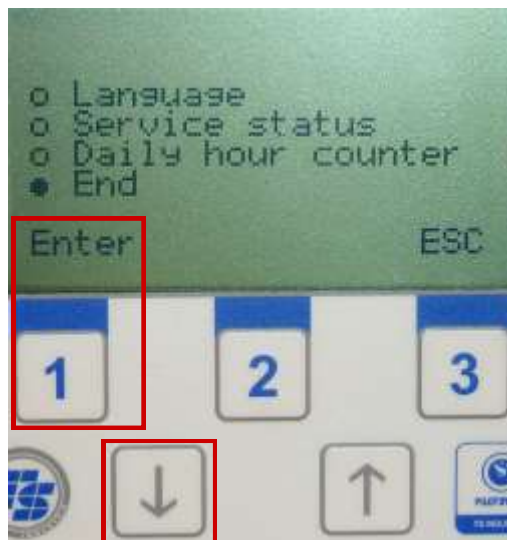 o Language
o Service status
o Daily hour counter
● End
Enter ESC
1 2 3
↓ ↑